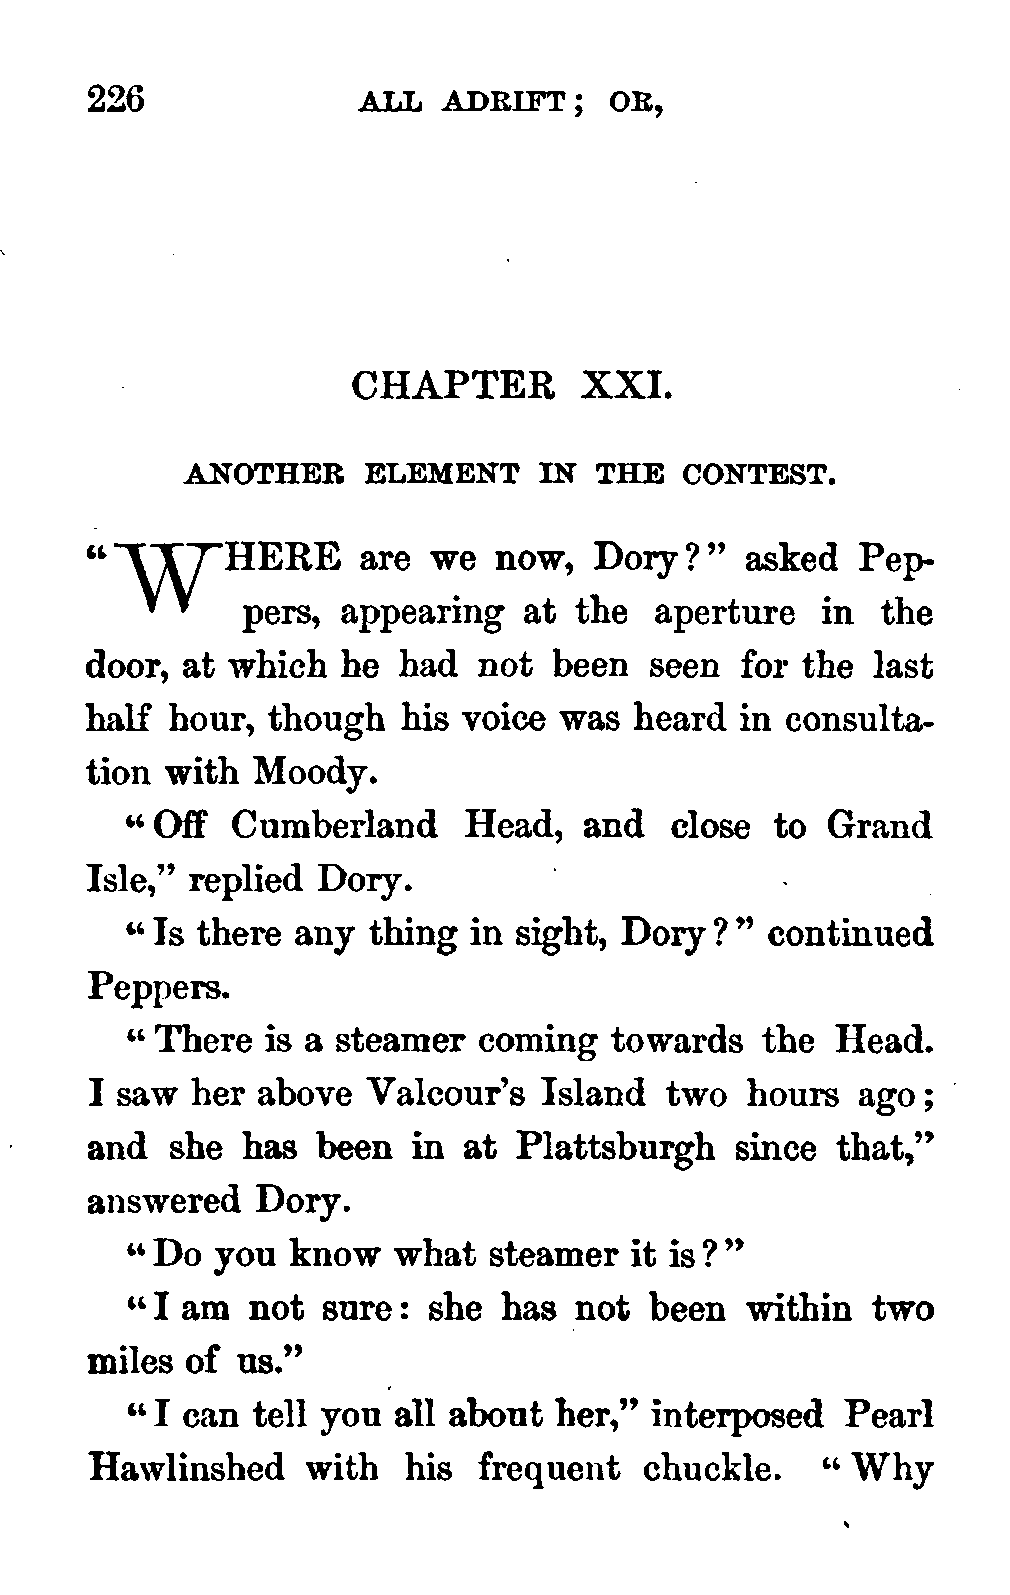 226 ALL ADRIFT; OR,
CHAPTER XXI.
ANOTHER ELEMENT IN THE CONTEST.
"WHERE are we now, Dory?" asked Pep-
pers, appearing at the aperture in the
door, at which he had not been seen for the last
half hour, though his voice was heard in consulta-
tion with Moody.
"Off Cumberland Head, and close to Grand
Isle," replied Dory.
"Is there any thing in sight, Dory?" continued
Peppers.
"There is a steamer coming towards the Head.
I saw her above Valcour's Island two hours ago;
and she has been in at Plattsburgh since that,"
answered Dory.
"Do you know what steamer it is?"
"I am not sure: she has not been within two
miles of us."
"I can tell you all about her," interposed Pearl
Hawlinshed with his frequent chuckle. "Why